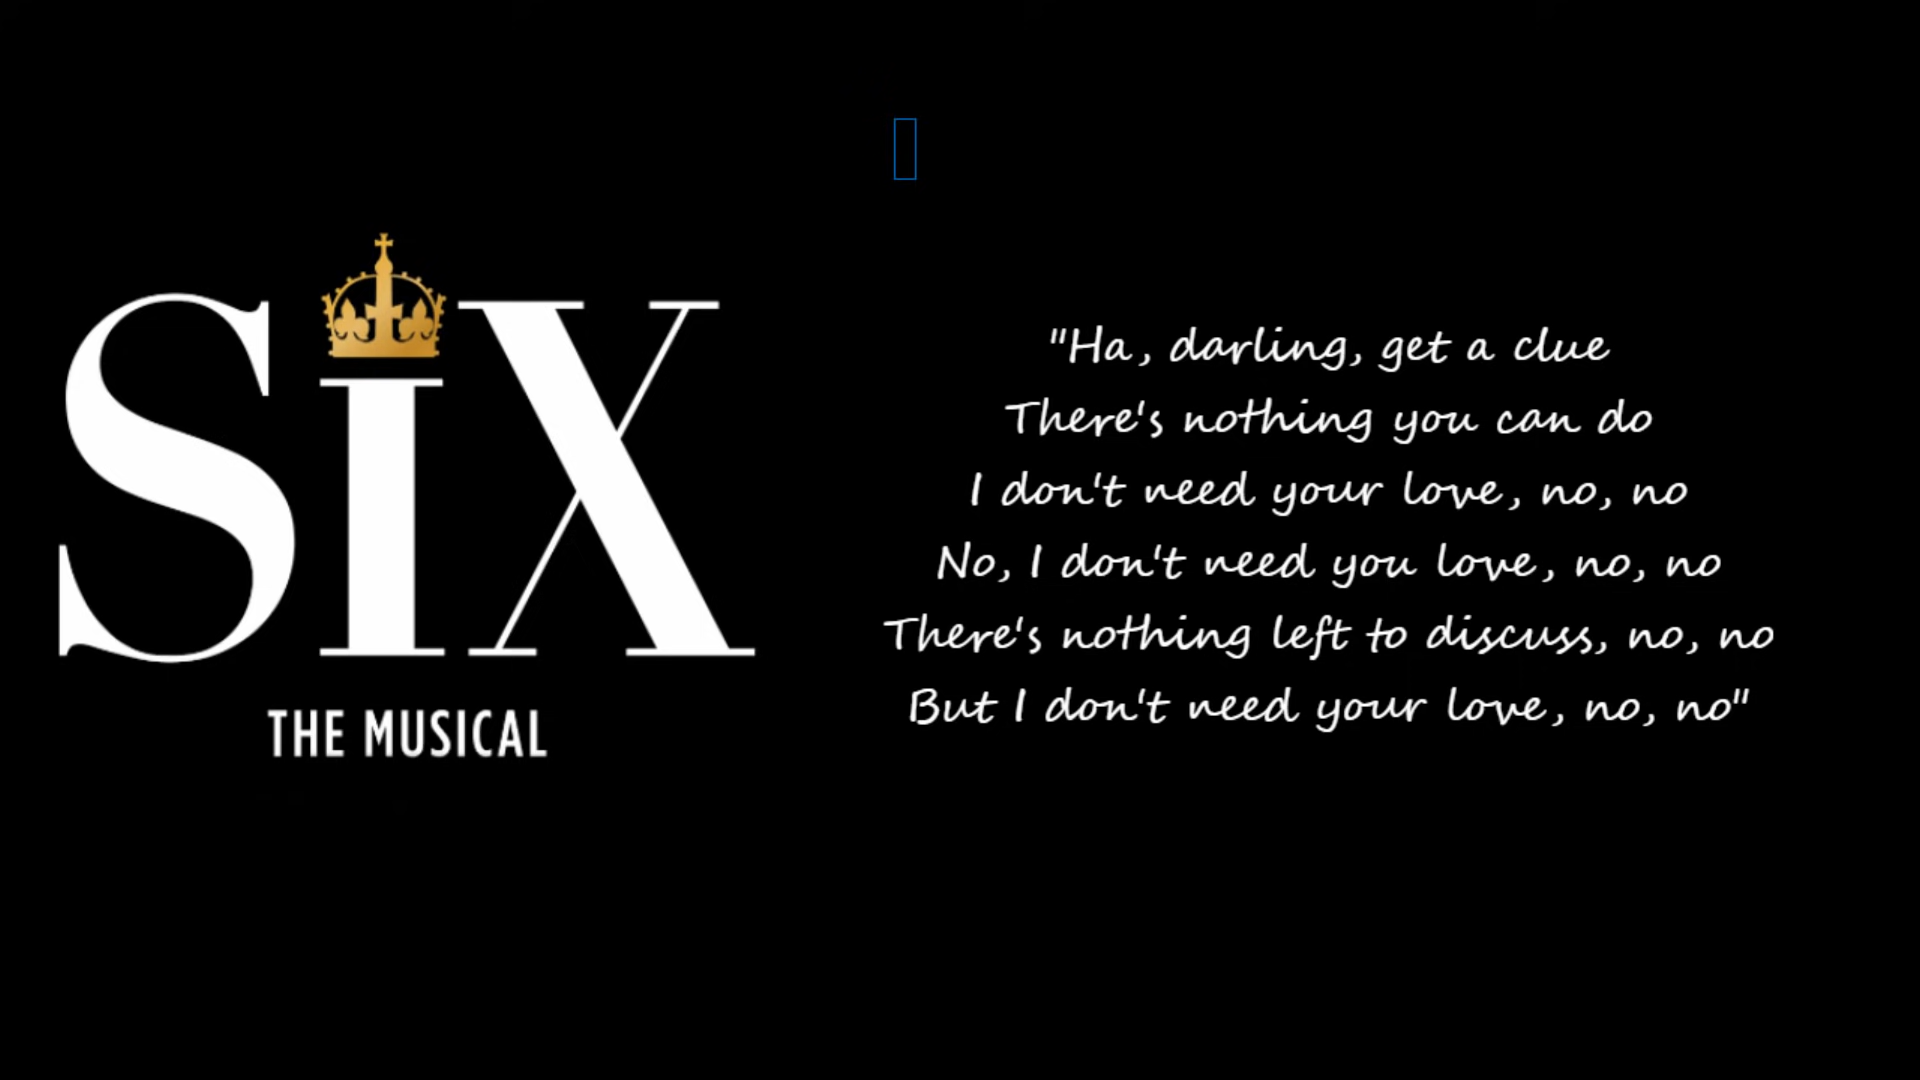 SIX
THE MUSICAL
"Ha, darling, get a clue
There's nothing you can do
I don't need your love, no, no
No, I don't need you love, no, no
There's nothing left to discuss, no, no
But I don't need your love, no, no"